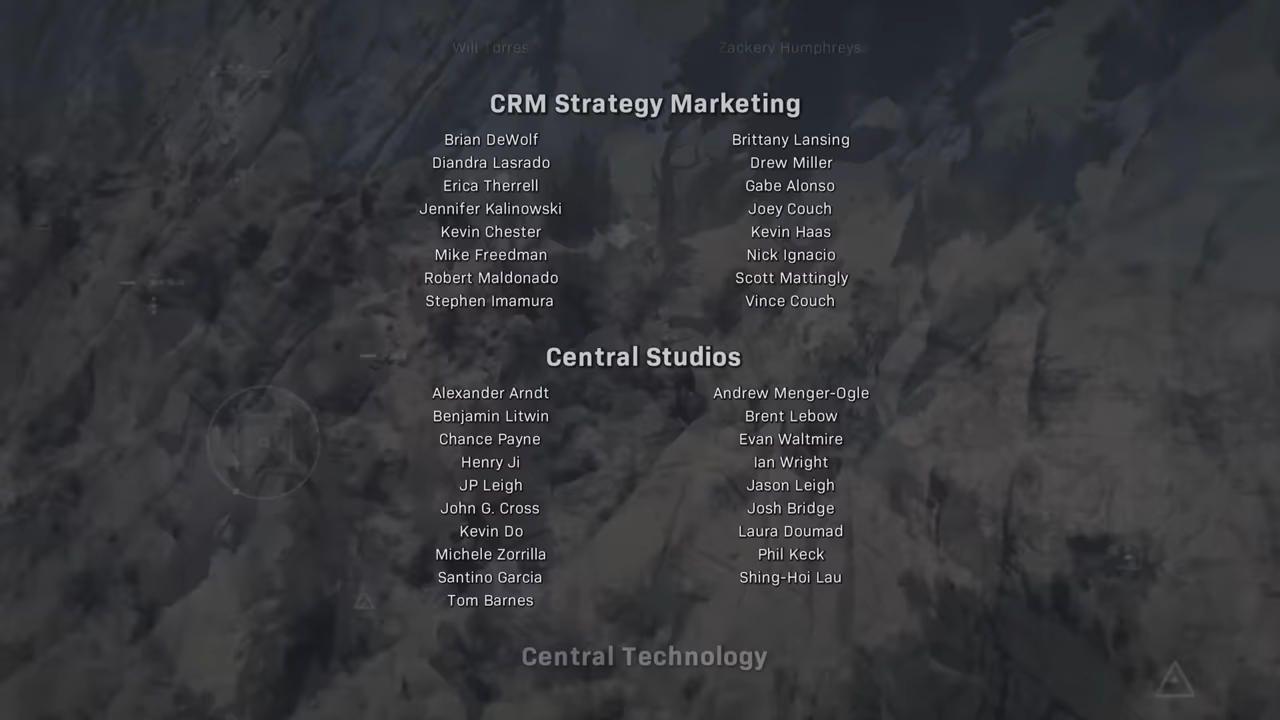 Will Torres Zackery Humphreys
CRM Strategy Marketing
Brian DeWolf Brittany Lansing
Diandra Lasrado Drew Miller
Erica Therrell Gabe Alonso
Jennifer Kalinowski Joey Couch
Kevin Chester Kevin Haas
Mike Freedman Nick Ignacio
Robert Maldonado Scott Mattingly
Stephen Imamura Vince Couch
Central Studios
Alexander Arndt Andrew Menger-Ogle
Benjamin Litwin Brent Lebow
Chance Payne Evan Waltmire
Henry Ji Ian Wright
JP Leigh Jason Leigh
John G. Cross Josh Bridge
Kevin Do Laura Doumad
Michele Zorrilla Phil Keck
Santino Garcia Shing-Hoi Lau
Tom Barnes
Central Technology